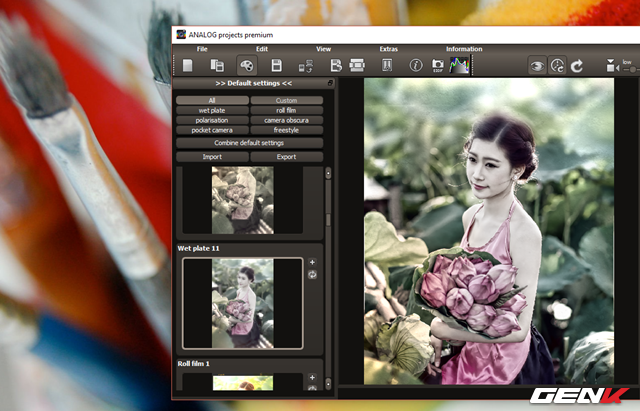 ANALOG projects premium
File Edit View Extras Information
EXIF
low
>> Default settings <<
All Custom
wet plate roll film
polarisation camera obscura
pocket camera freestyle
Combine default settings
Import Export
Wet plate 11
Roll film 1
GENK